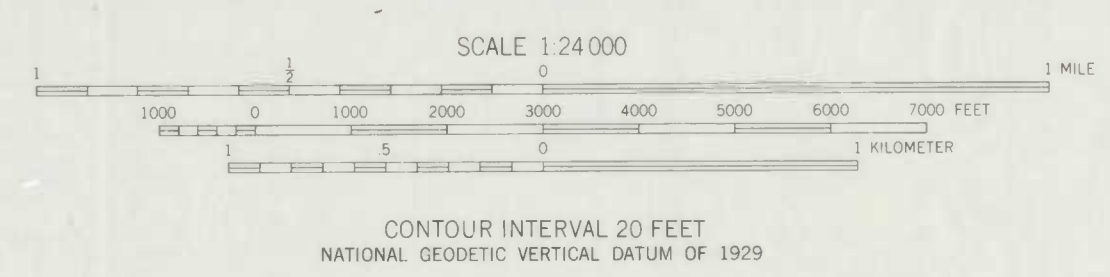 SCALE 1:24 000
1 1/2 0 1 MILE
1000 0 1000 2000 3000 4000 5000 6000 7000 FEET
1 .5 0 1 KILOMETER
CONTOUR INTERVAL 20 FEET
NATIONAL GEODETIC VERTICAL DATUM OF 1929